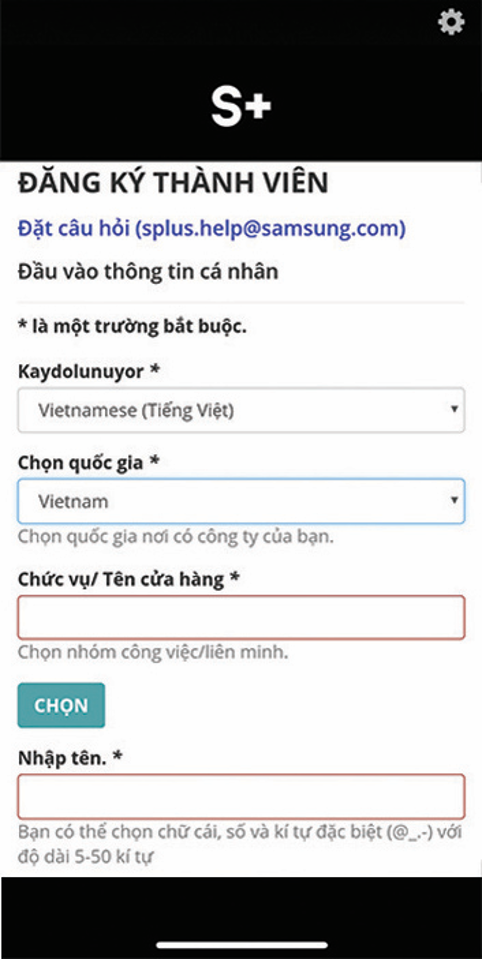 S+
ĐĂNG KÝ THÀNH VIÊN
Đặt câu hỏi (splus.help@samsung.com)
Đầu vào thông tin cá nhân
* là một trường bắt buộc.
Kaydolunuyor *
Vietnamese (Tiếng Việt)
Chọn quốc gia *
Vietnam
Chọn quốc gia nơi có công ty của bạn.
Chức vụ/ Tên cửa hàng *
Chọn nhóm công việc/liên minh.
CHỌN
Nhập tên. *
Bạn có thể chọn chữ cái, số và kí tự đặc biệt (@_.-) với
độ dài 5-50 kí tự